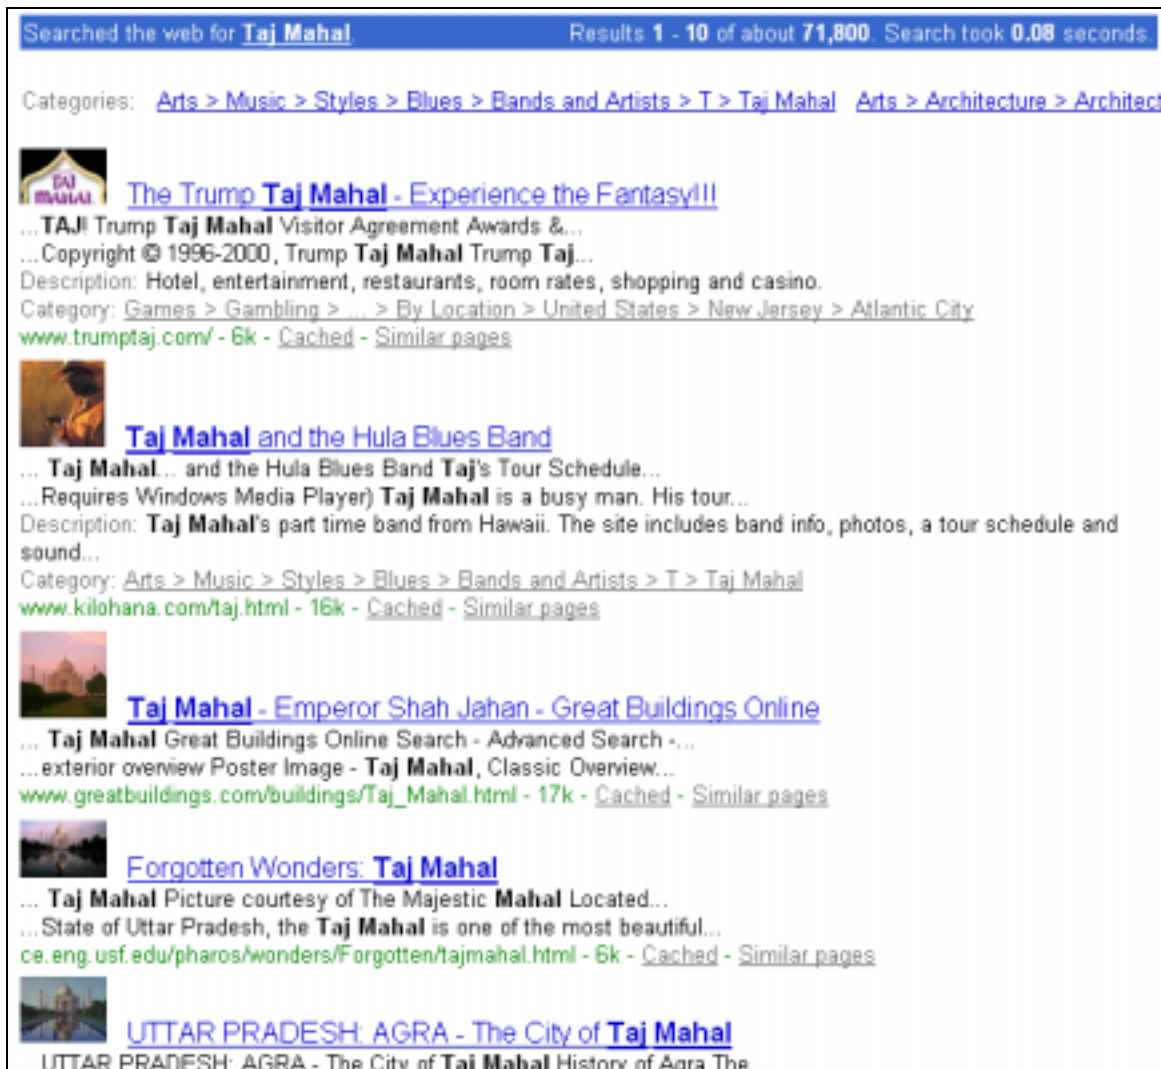 Searched the web for Taj Mahal. Results 1 - 10 of about 71,800. Search took 0.08 seconds.
Categories: Arts > Music > Styles > Blues > Bands and Artists > T > Taj Mahal Arts > Architecture > Architect
TAJ
MAHAL
The Trump Taj Mahal - Experience the Fantasy!!!
...TAJ! Trump Taj Mahal Visitor Agreement Awards &...
...Copyright © 1996-2000, Trump Taj Mahal Trump Taj...
Description: Hotel, entertainment, restaurants, room rates, shopping and casino.
Category: Games > Gambling > ... > By Location > United States > New Jersey > Atlantic City
www.trumptaj.com/ - 6k - Cached - Similar pages
Taj Mahal and the Hula Blues Band
... Taj Mahal... and the Hula Blues Band Taj's Tour Schedule...
...Requires Windows Media Player) Taj Mahal is a busy man. His tour...
Description: Taj Mahal's part time band from Hawaii. The site includes band info, photos, a tour schedule and
sound...
Category: Arts > Music > Styles > Blues > Bands and Artists > T > Taj Mahal
www.kilohana.com/taj.html - 16k - Cached - Similar pages
Taj Mahal - Emperor Shah Jahan - Great Buildings Online
... Taj Mahal Great Buildings Online Search - Advanced Search -...
...exterior overview Poster Image - Taj Mahal, Classic Overview...
www.greatbuildings.com/buildings/Taj_Mahal.html - 17k - Cached - Similar pages
Forgotten Wonders: Taj Mahal
... Taj Mahal Picture courtesy of The Majestic Mahal Located...
...State of Uttar Pradesh, the Taj Mahal is one of the most beautiful...
ce.eng.usf.edu/pharos/wonders/Forgotten/tajmahal.html - 6k - Cached - Similar pages
UTTAR PRADESH: AGRA - The City of Taj Mahal
...UTTAR PRADESH: AGRA - The City of Taj Mahal History of Agra The...